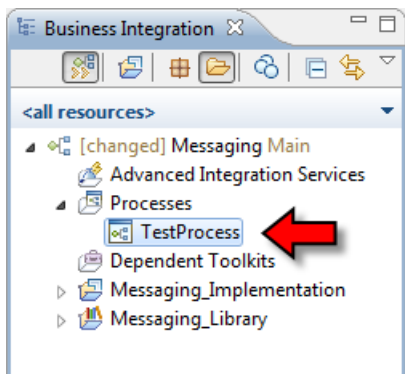 Business Integration
<all resources>
[changed] Messaging Main
Advanced Integration Services
Processes
TestProcess
Dependent Toolkits
Messaging_Implementation
Messaging_Library